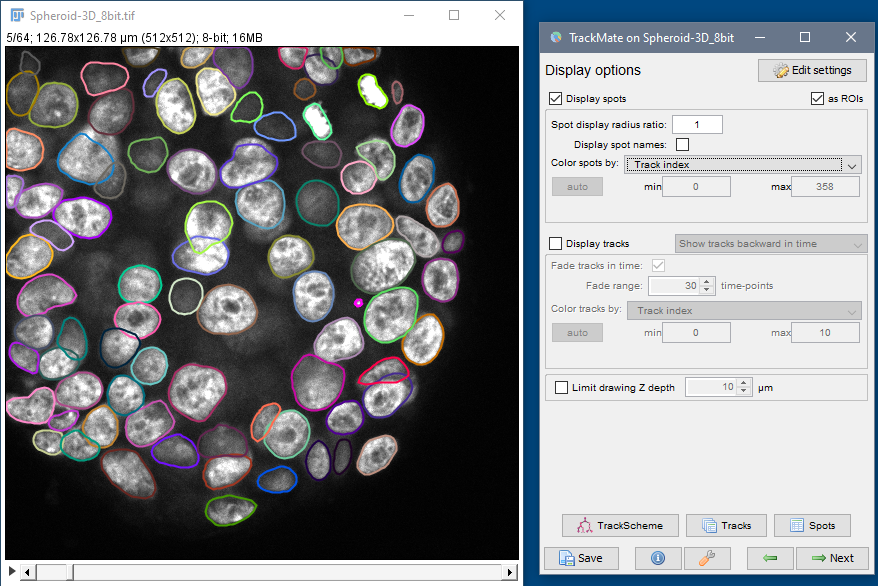 Spheroid-3D_8bit.tif
5/64; 126.78x126.78 µm (512x512); 8-bit; 16MB
TrackMate on Spheroid-3D_8bit
Display options
Edit settings
Display spots
as ROIs
Spot display radius ratio: 1
Display spot names:
Color spots by: Track index
auto min 0 max 358
Display tracks Show tracks backward in time
Fade tracks in time:
Fade range: 30 time-points
Color tracks by: Track index
auto min 0 max 10
Limit drawing Z depth 10 µm
TrackScheme Tracks Spots
Save Next